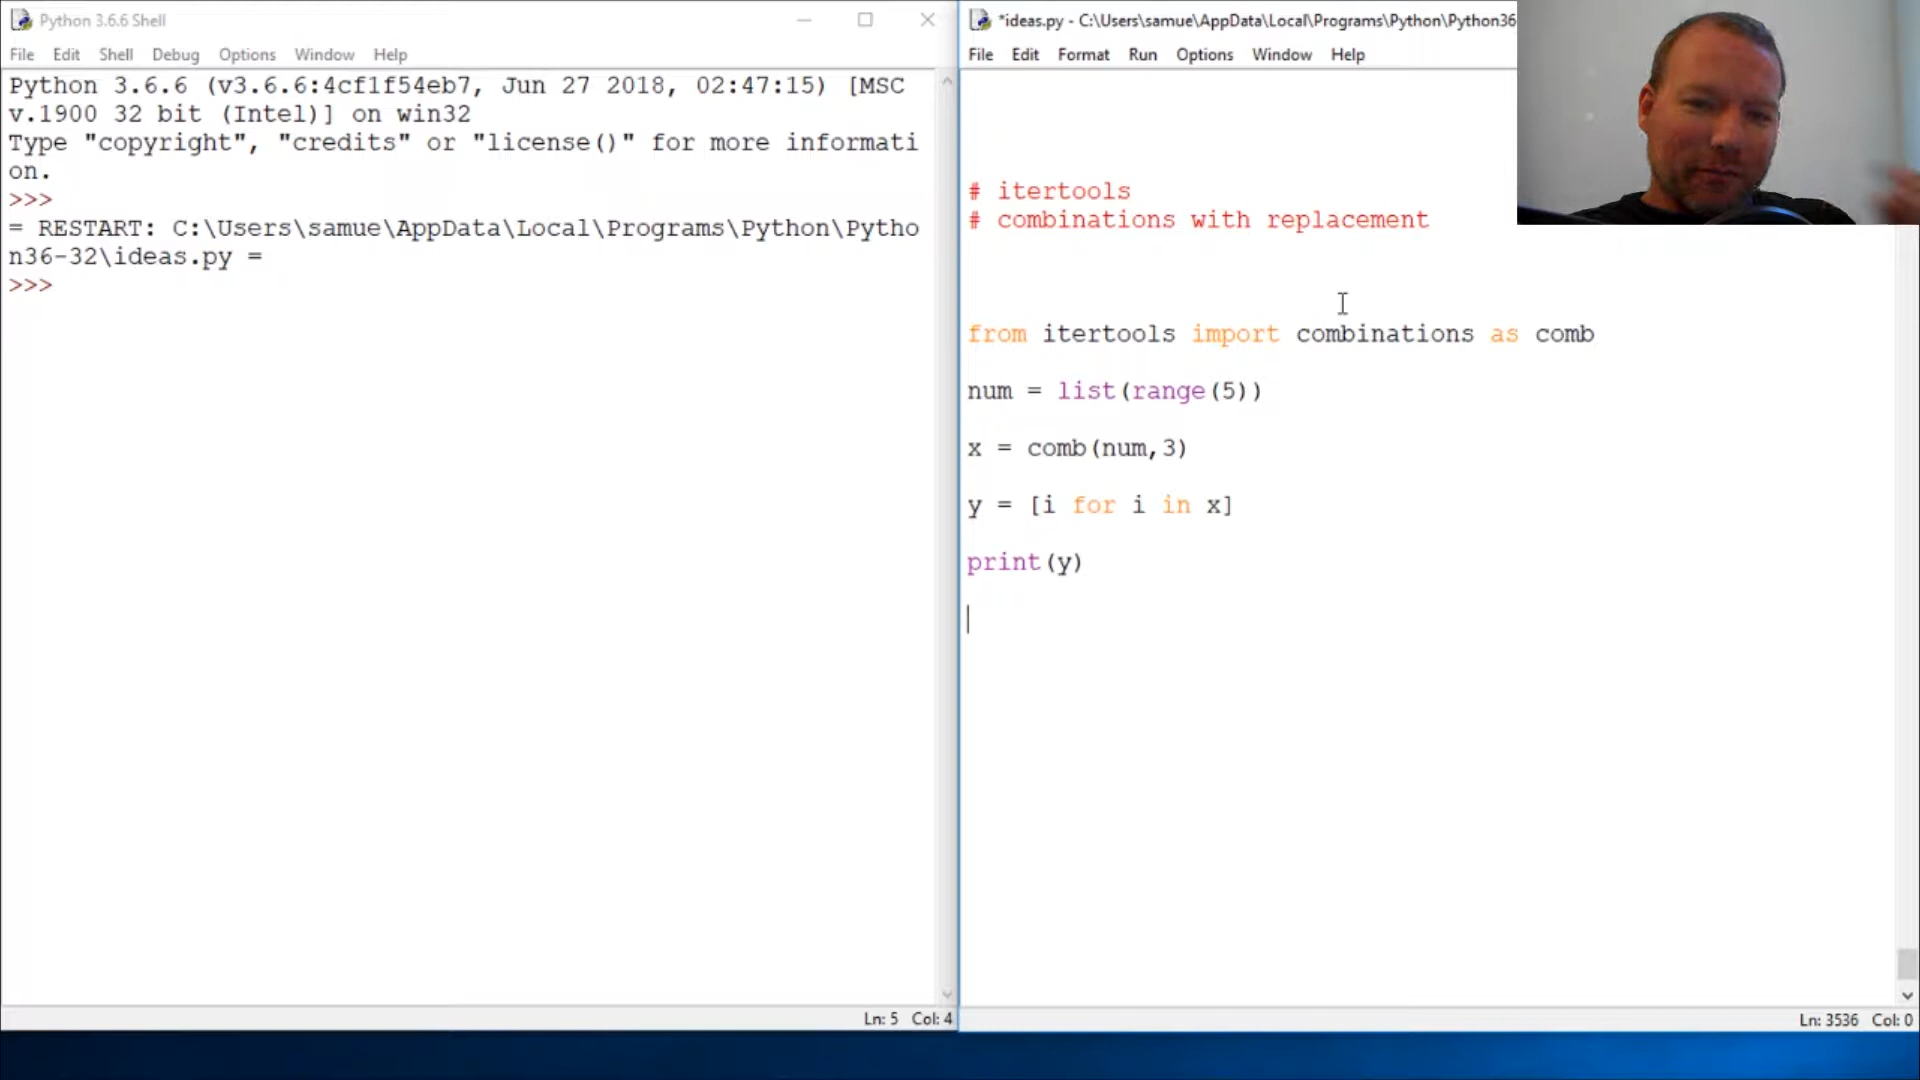 Python 3.6.6 Shell
File Edit Shell Debug Options Window Help
Python 3.6.6 (v3.6.6:4cf1f54eb7, Jun 27 2018, 02:47:15) [MSC
v.1900 32 bit (Intel)] on win32
Type "copyright", "credits" or "license()" for more informati
on.
>>>
= RESTART: C:\Users\samue\AppData\Local\Programs\Python\Pytho
n36-32\ideas.py =
>>>
Ln: 5 Col: 4
*ideas.py - C:\Users\samue\AppData\Local\Programs\Python\Python36
File Edit Format Run Options Window Help
# itertools
# combinations with replacement
from itertools import combinations as comb
num = list(range(5))
x = comb(num,3)
y = [i for i in x]
print(y)
Ln: 3536 Col: 0